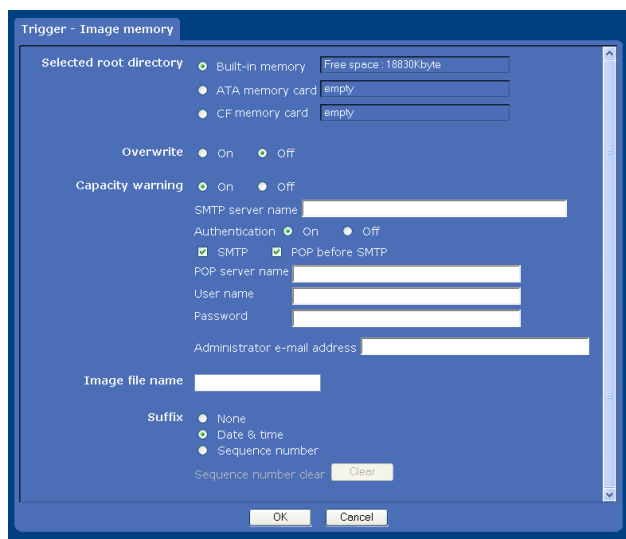 Trigger - Image memory
Selected root directory Built-in memory Free space : 18830Kbyte
ATA memory card empty
CF memory card empty
Overwrite On Off
Capacity warning On Off
SMTP server name
Authentication On Off
SMTP POP before SMTP
POP server name
User name
Password
Administrator e-mail address
Image file name
Suffix None
Date & time
Sequence number
Sequence number clear Clear
OK Cancel